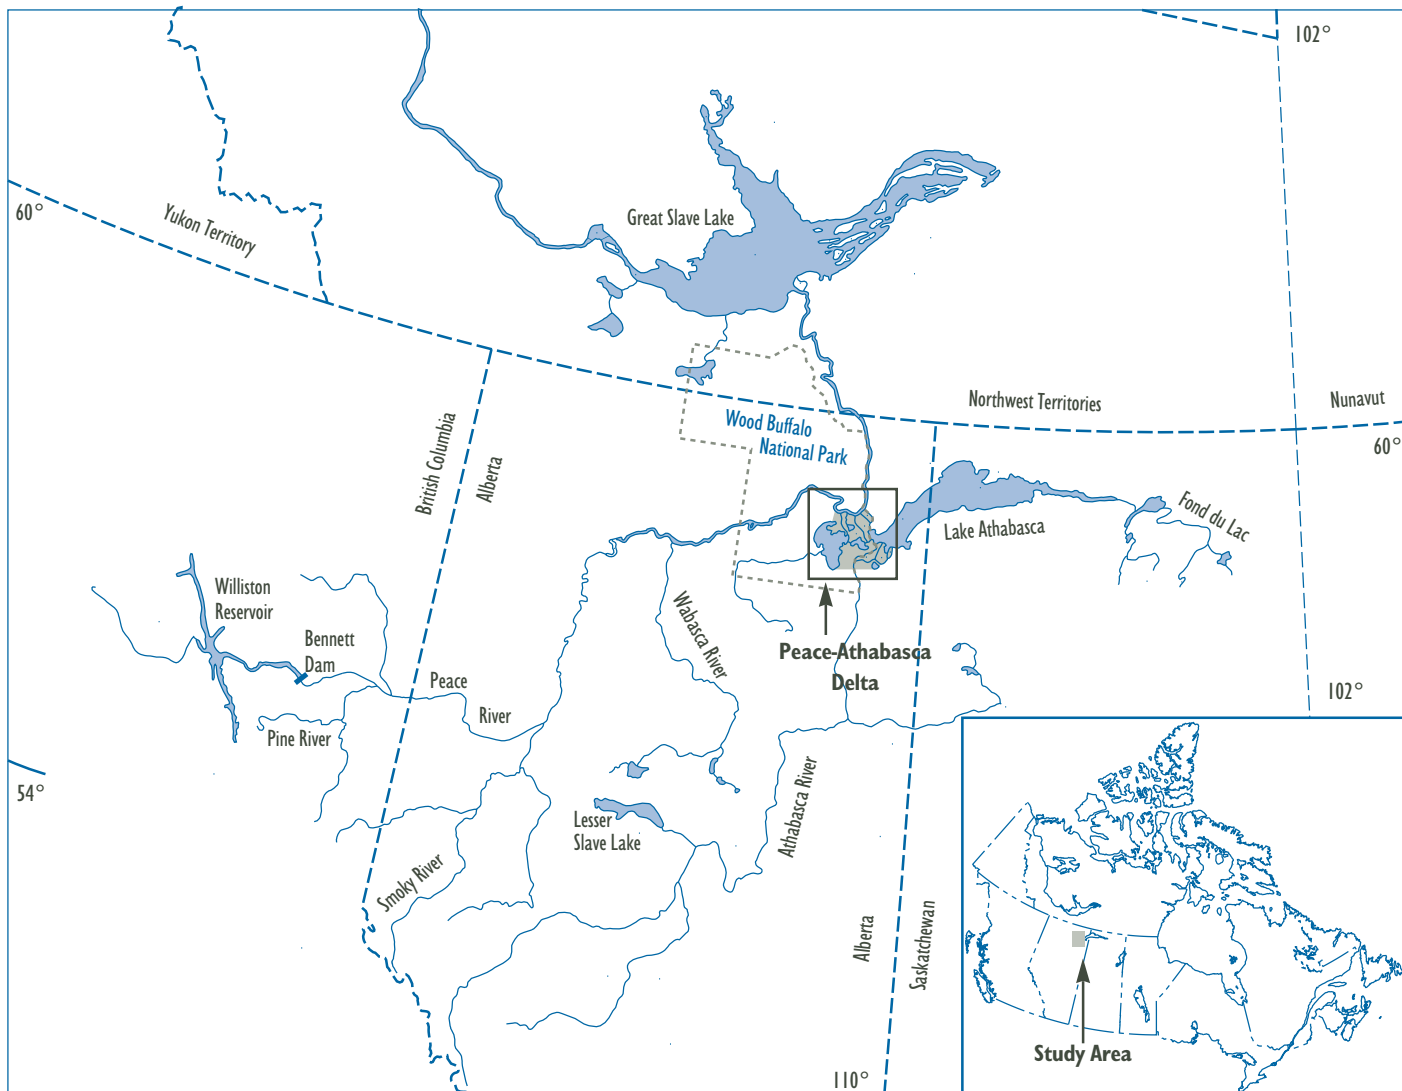 102°
60°
Yukon Territory
Great Slave Lake
Northwest Territories
Nunavut
60°
Wood Buffalo
National Park
British Columbia
Alberta
Lake Athabasca
Fond du Lac
Williston
Reservoir
Bennett
Dam
Wabasca River
Peace-Athabasca
Delta
Peace
River
Pine River
102°
54°
Lesser
Slave Lake
Athabasca River
Smoky River
Alberta
Saskatchewan
Study Area
110°